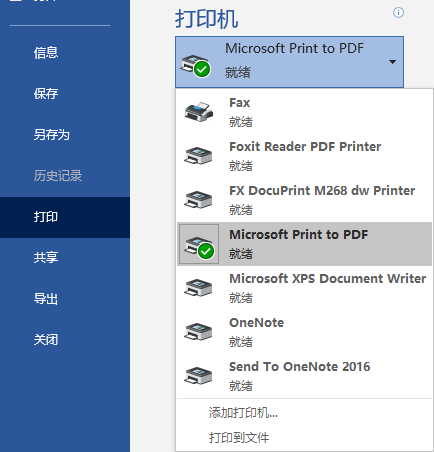 打印机
信息
保存
另存为
历史记录
打印
共享
导出
关闭
Microsoft Print to PDF
就绪
Fax
就绪
Foxit Reader PDF Printer
就绪
FX DocuPrint M268 dw Printer
就绪
Microsoft Print to PDF
就绪
Microsoft XPS Document Writer
就绪
OneNote
就绪
Send To OneNote 2016
就绪
添加打印机...
打印到文件